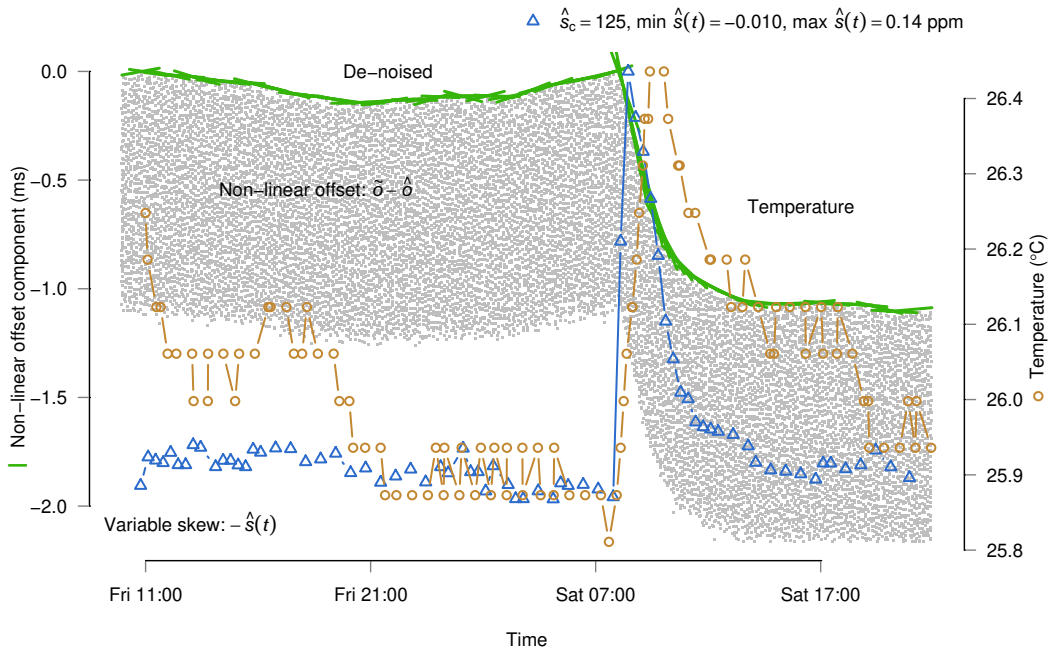 ŝc = 125, min ŝ(t) = −0.010, max ŝ(t) = 0.14 ppm
De−noised
Non−linear offset: õ − ô
Temperature
Variable skew: − ŝ(t)
Non−linear offset component (ms)
0.0
−0.5
−1.0
−1.5
−2.0
26.4
26.3
26.2
26.1
26.0
25.9
25.8
Temperature (°C)
Fri 11:00 Fri 21:00 Sat 07:00 Sat 17:00
Time